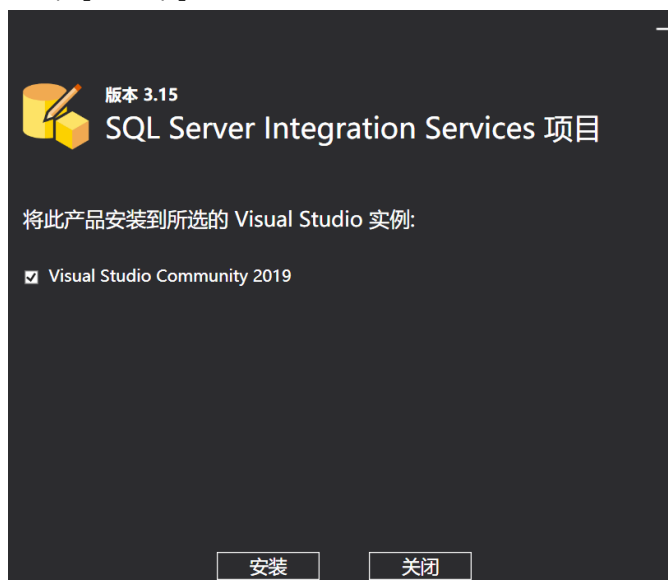 版本 3.15
SQL Server Integration Services 项目
将此产品安装到所选的 Visual Studio 实例:
Visual Studio Community 2019
安装
关闭